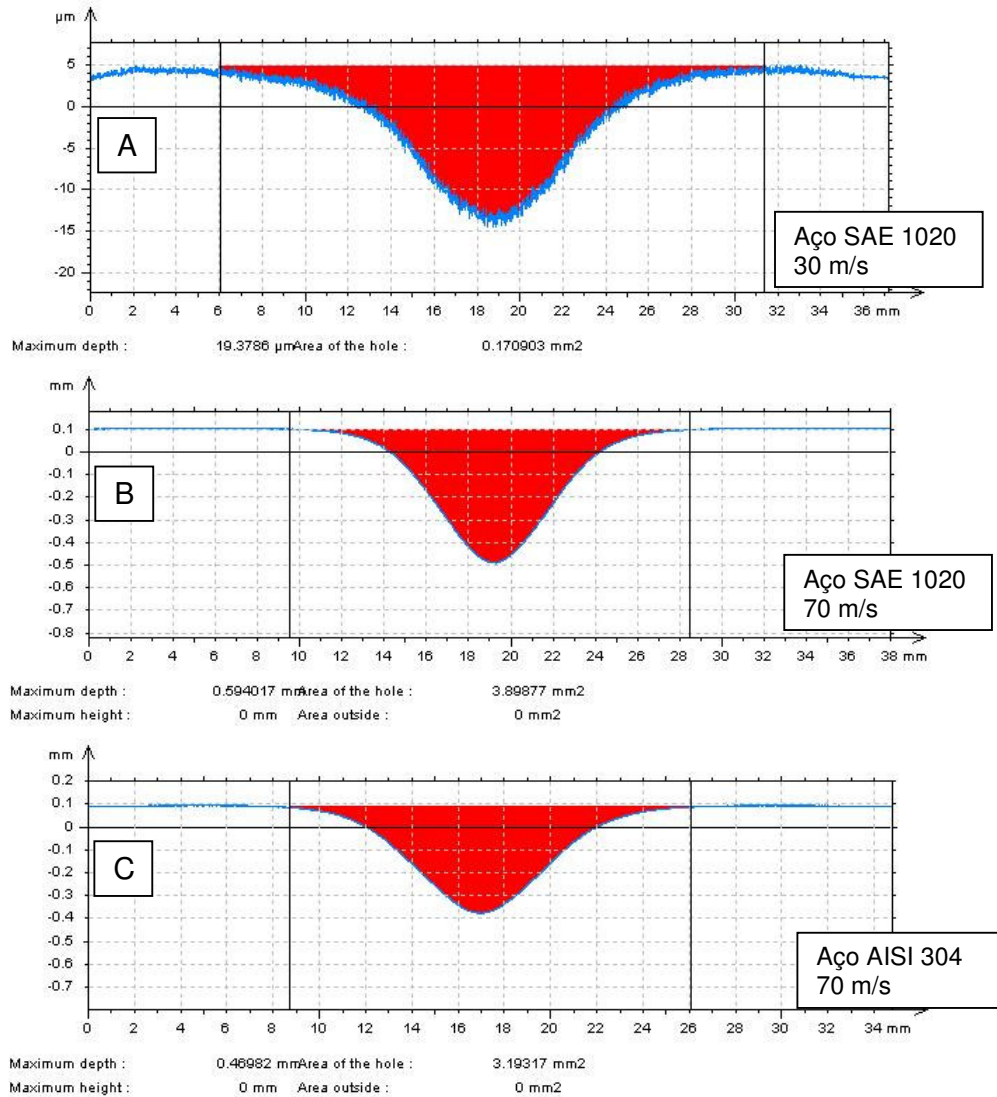 µm
5
0
-5
-10
-15
-20
A
Aço SAE 1020
30 m/s
0 2 4 6 8 10 12 14 16 18 20 22 24 26 28 30 32 34 36 mm
Maximum depth : 19.3786 µm Area of the hole : 0.170903 mm2
mm
0.1
0
-0.1
-0.2
-0.3
-0.4
-0.5
-0.6
-0.7
-0.8
B
Aço SAE 1020
70 m/s
0 2 4 6 8 10 12 14 16 18 20 22 24 26 28 30 32 34 36 38 mm
Maximum depth : 0.594017 mm Area of the hole : 3.89877 mm2
Maximum height : 0 mm Area outside : 0 mm2
mm
0.2
0.1
0
-0.1
-0.2
-0.3
-0.4
-0.5
-0.6
-0.7
C
Aço AISI 304
70 m/s
0 2 4 6 8 10 12 14 16 18 20 22 24 26 28 30 32 34 mm
Maximum depth : 0.46982 mm Area of the hole : 3.19317 mm2
Maximum height : 0 mm Area outside : 0 mm2